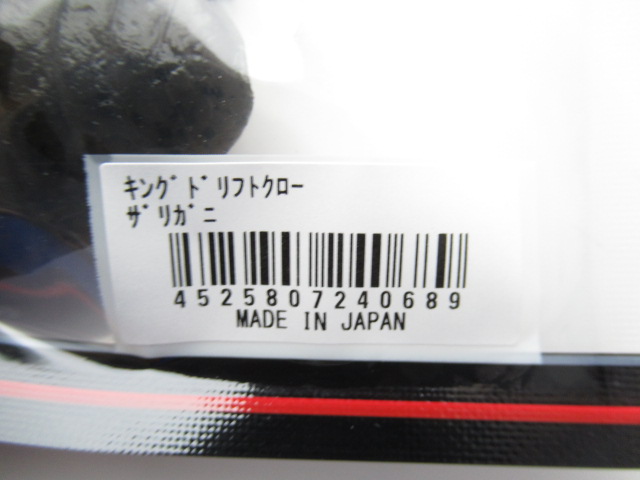 ｷﾝｸﾞﾄﾞﾘﾌﾄｸﾛｰ
ｻﾞﾘｶﾞﾆ
4525807240689
MADE IN JAPAN